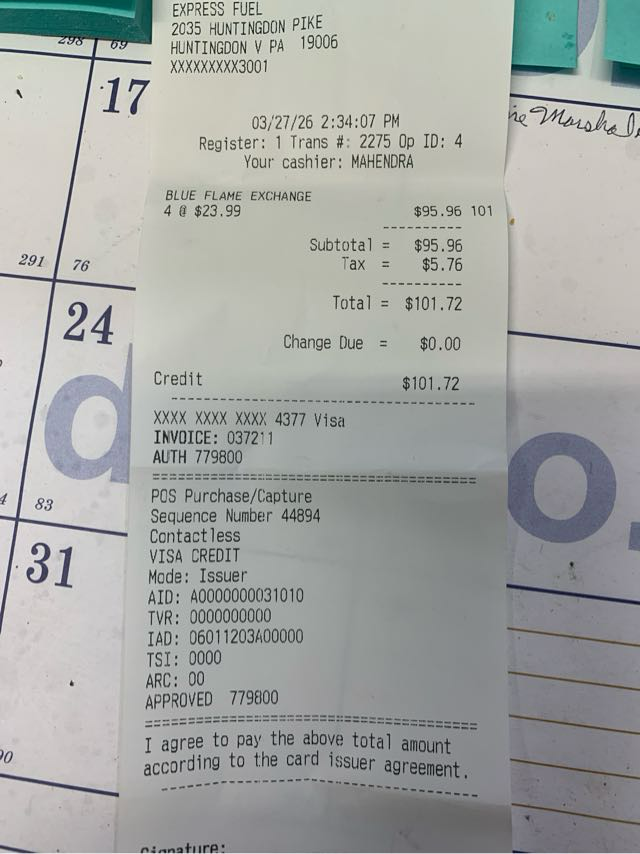 EXPRESS FUEL
2035 HUNTINGDON PIKE
HUNTINGDON V PA 19006
XXXXXXXXX3001
03/27/26 2:34:07 PM
Register: 1 Trans #: 2275 Op ID: 4
Your cashier: MAHENDRA
BLUE FLAME EXCHANGE
4 @ $23.99 $95.96 101
----------
Subtotal = $95.96
Tax = $5.76
----------
Total = $101.72
Change Due = $0.00
Credit $101.72
----------------------------------------
XXXX XXXX XXXX 4377 Visa
INVOICE: 037211
AUTH 779800
========================================
POS Purchase/Capture
Sequence Number 44894
Contactless
VISA CREDIT
Mode: Issuer
AID: A0000000031010
TVR: 0000000000
IAD: 06011203A00000
TSI: 0000
ARC: 00
APPROVED 779800
========================================
I agree to pay the above total amount
according to the card issuer agreement.
----------------------------------------
Signature:
298 69
17
291 76
24
d
83
31
o.